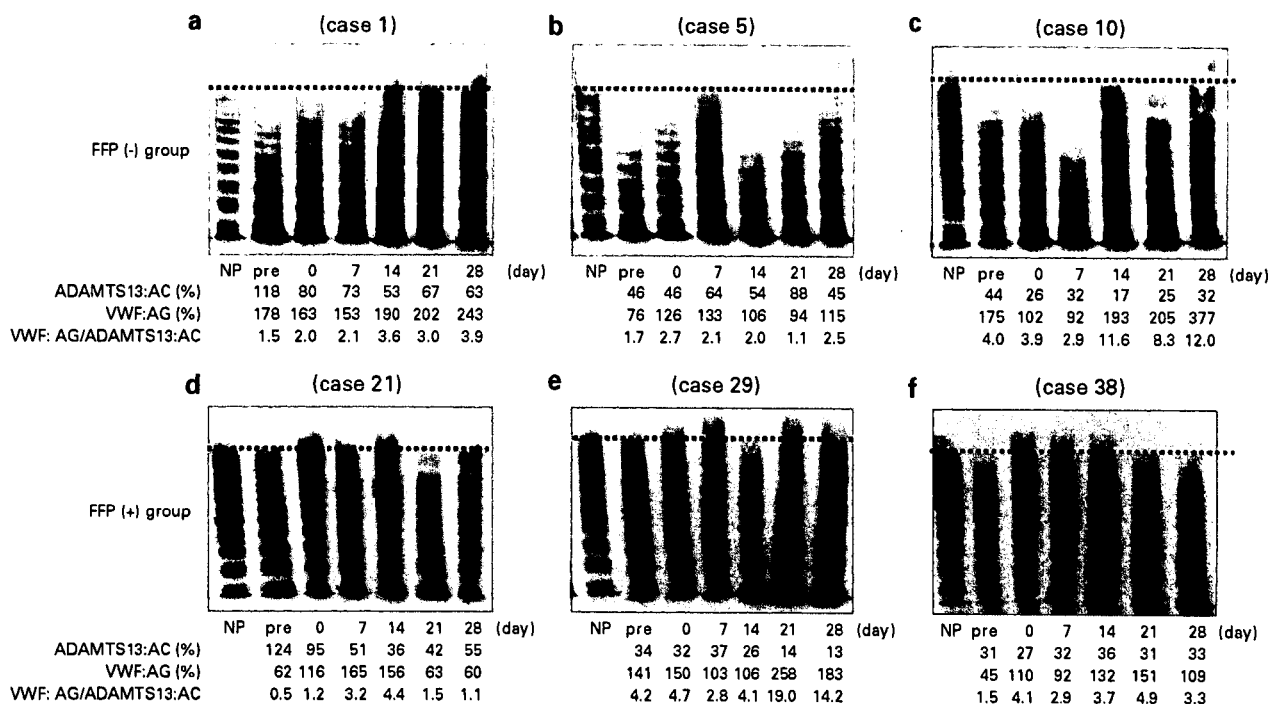 a (case 1) b (case 5) c (case 10)
FFP (-) group
NP pre 0 7 14 21 28 (day) NP pre 0 7 14 21 28 (day) NP pre 0 7 14 21 28 (day)
ADAMTS13:AC (%) 118 80 73 53 67 63 46 46 64 54 88 45 44 26 32 17 25 32
VWF:AG (%) 178 163 153 190 202 243 76 126 133 106 94 115 175 102 92 193 205 377
VWF: AG/ADAMTS13:AC 1.5 2.0 2.1 3.6 3.0 3.9 1.7 2.7 2.1 2.0 1.1 2.5 4.0 3.9 2.9 11.6 8.3 12.0
d (case 21) e (case 29) f (case 38)
FFP (+) group
NP pre 0 7 14 21 28 (day) NP pre 0 7 14 21 28 (day) NP pre 0 7 14 21 28 (day)
ADAMTS13:AC (%) 124 95 51 36 42 55 34 32 37 26 14 13 31 27 32 36 31 33
VWF:AG (%) 62 116 165 156 63 60 141 150 103 106 258 183 45 110 92 132 151 109
VWF: AG/ADAMTS13:AC 0.5 1.2 3.2 4.4 1.5 1.1 4.2 4.7 2.8 4.1 19.0 14.2 1.5 4.1 2.9 3.7 4.9 3.3